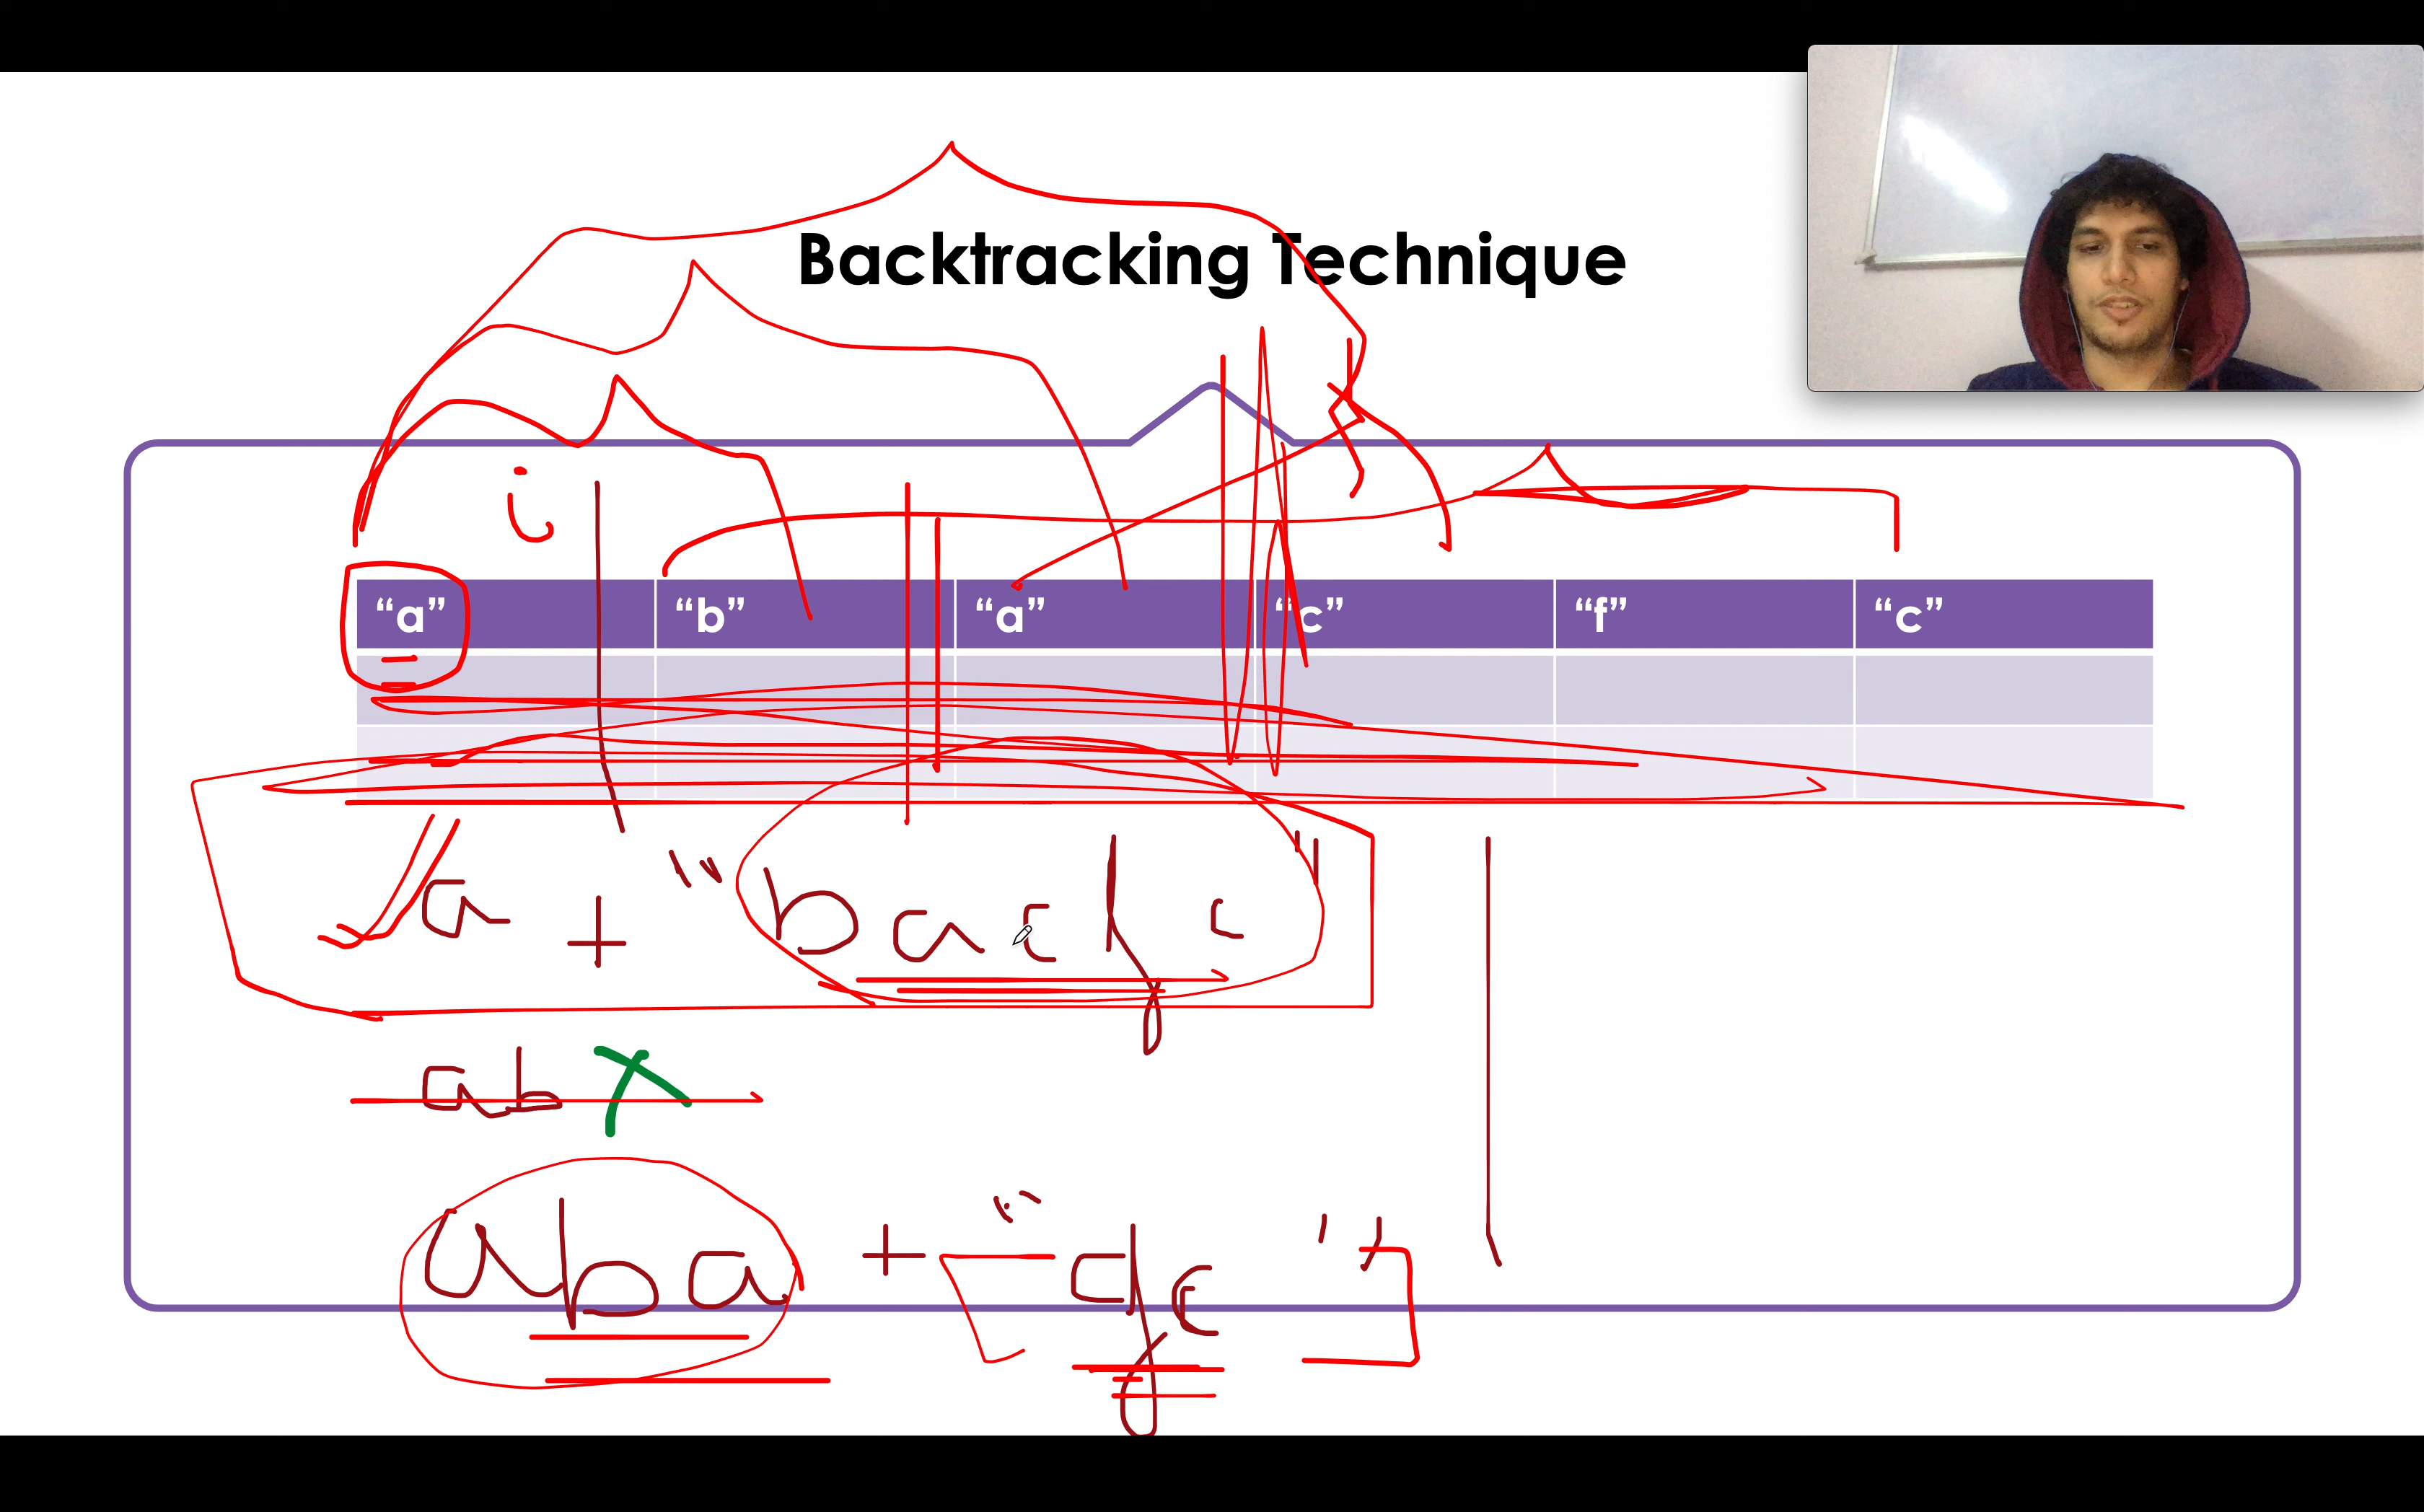 Backtracking Technique
i
“a” “b” “a” “c” “f” “c”
a + "bacfc"
ab X
aba + "cfc"